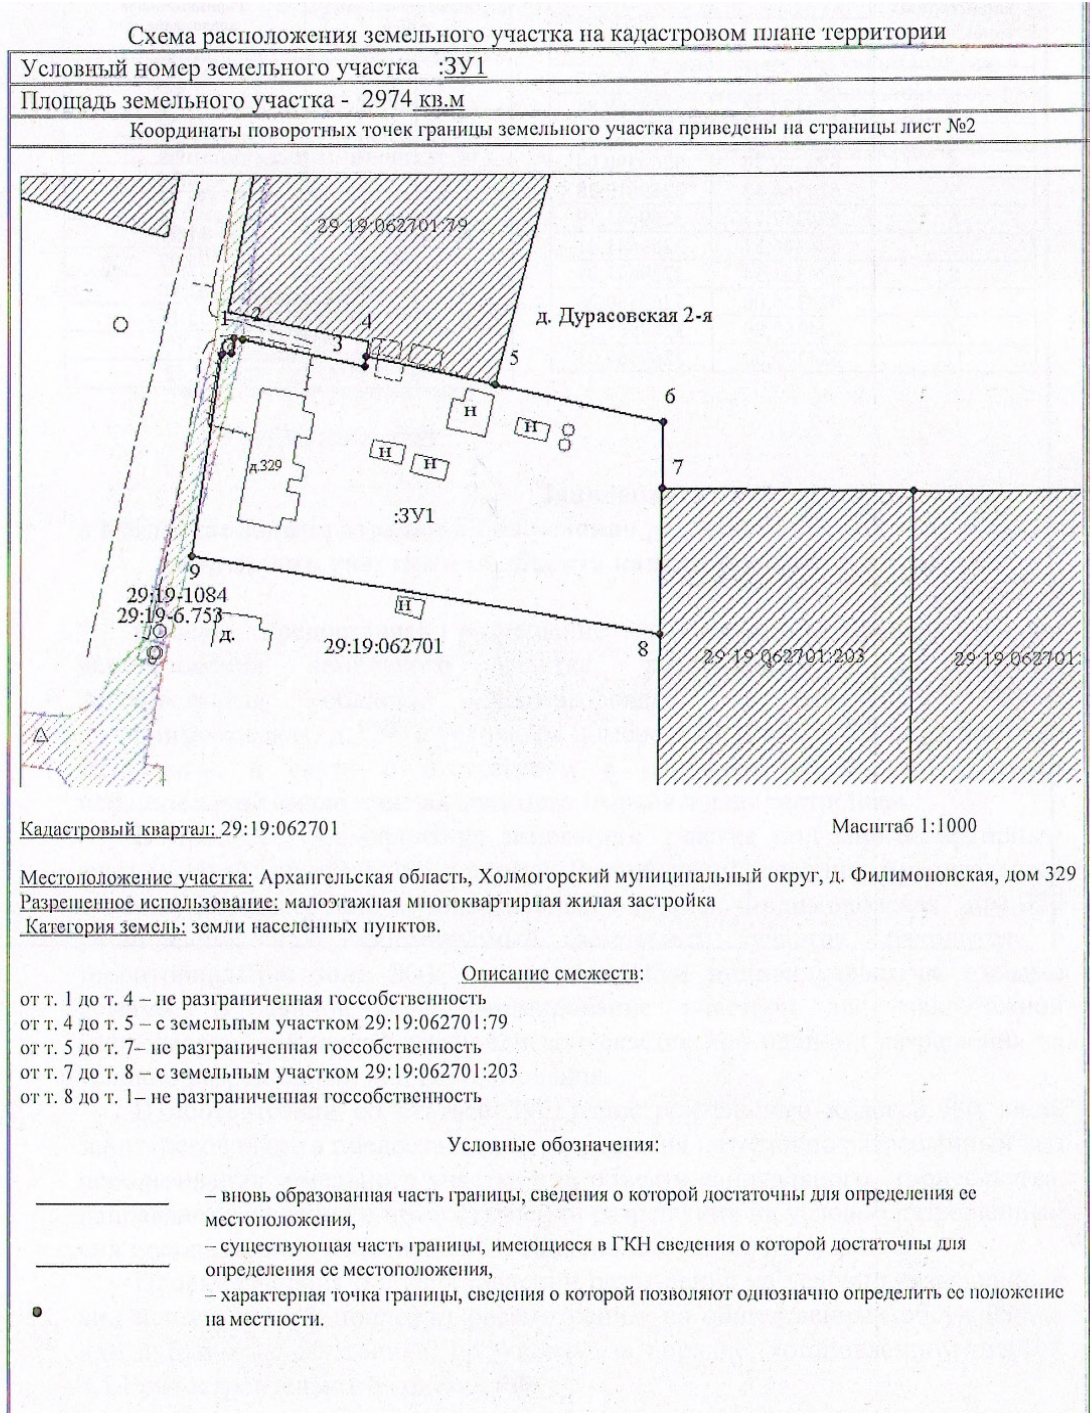 Схема расположения земельного участка на кадастровом плане территории
Условный номер земельного участка :ЗУ1
Площадь земельного участка - 2974 кв.м
Координаты поворотных точек границы земельного участка приведены на страницы лист №2
29:19:062701:79
д. Дурасовская 2-я
1
2
3
4
5
6
7
н
н
н
н
д.329
:ЗУ1
9
29:19-1084
29:19-6.753
н
д.
29:19:062701
8
29:19:062701:203
29:19:062701
Кадастровый квартал: 29:19:062701
Масштаб 1:1000
Местоположение участка: Архангельская область, Холмогорский муниципальный округ, д. Филимоновская, дом 329
Разрешенное использование: малоэтажная многоквартирная жилая застройка
Категория земель: земли населенных пунктов.
Описание смежеств:
от т. 1 до т. 4 – не разграниченная госсобственность
от т. 4 до т. 5 – с земельным участком 29:19:062701:79
от т. 5 до т. 7– не разграниченная госсобственность
от т. 7 до т. 8 – с земельным участком 29:19:062701:203
от т. 8 до т. 1– не разграниченная госсобственность
Условные обозначения:
– вновь образованная часть границы, сведения о которой достаточны для определения ее
местоположения,
– существующая часть границы, имеющиеся в ГКН сведения о которой достаточны для
определения ее местоположения,
– характерная точка границы, сведения о которой позволяют однозначно определить ее положение
на местности.